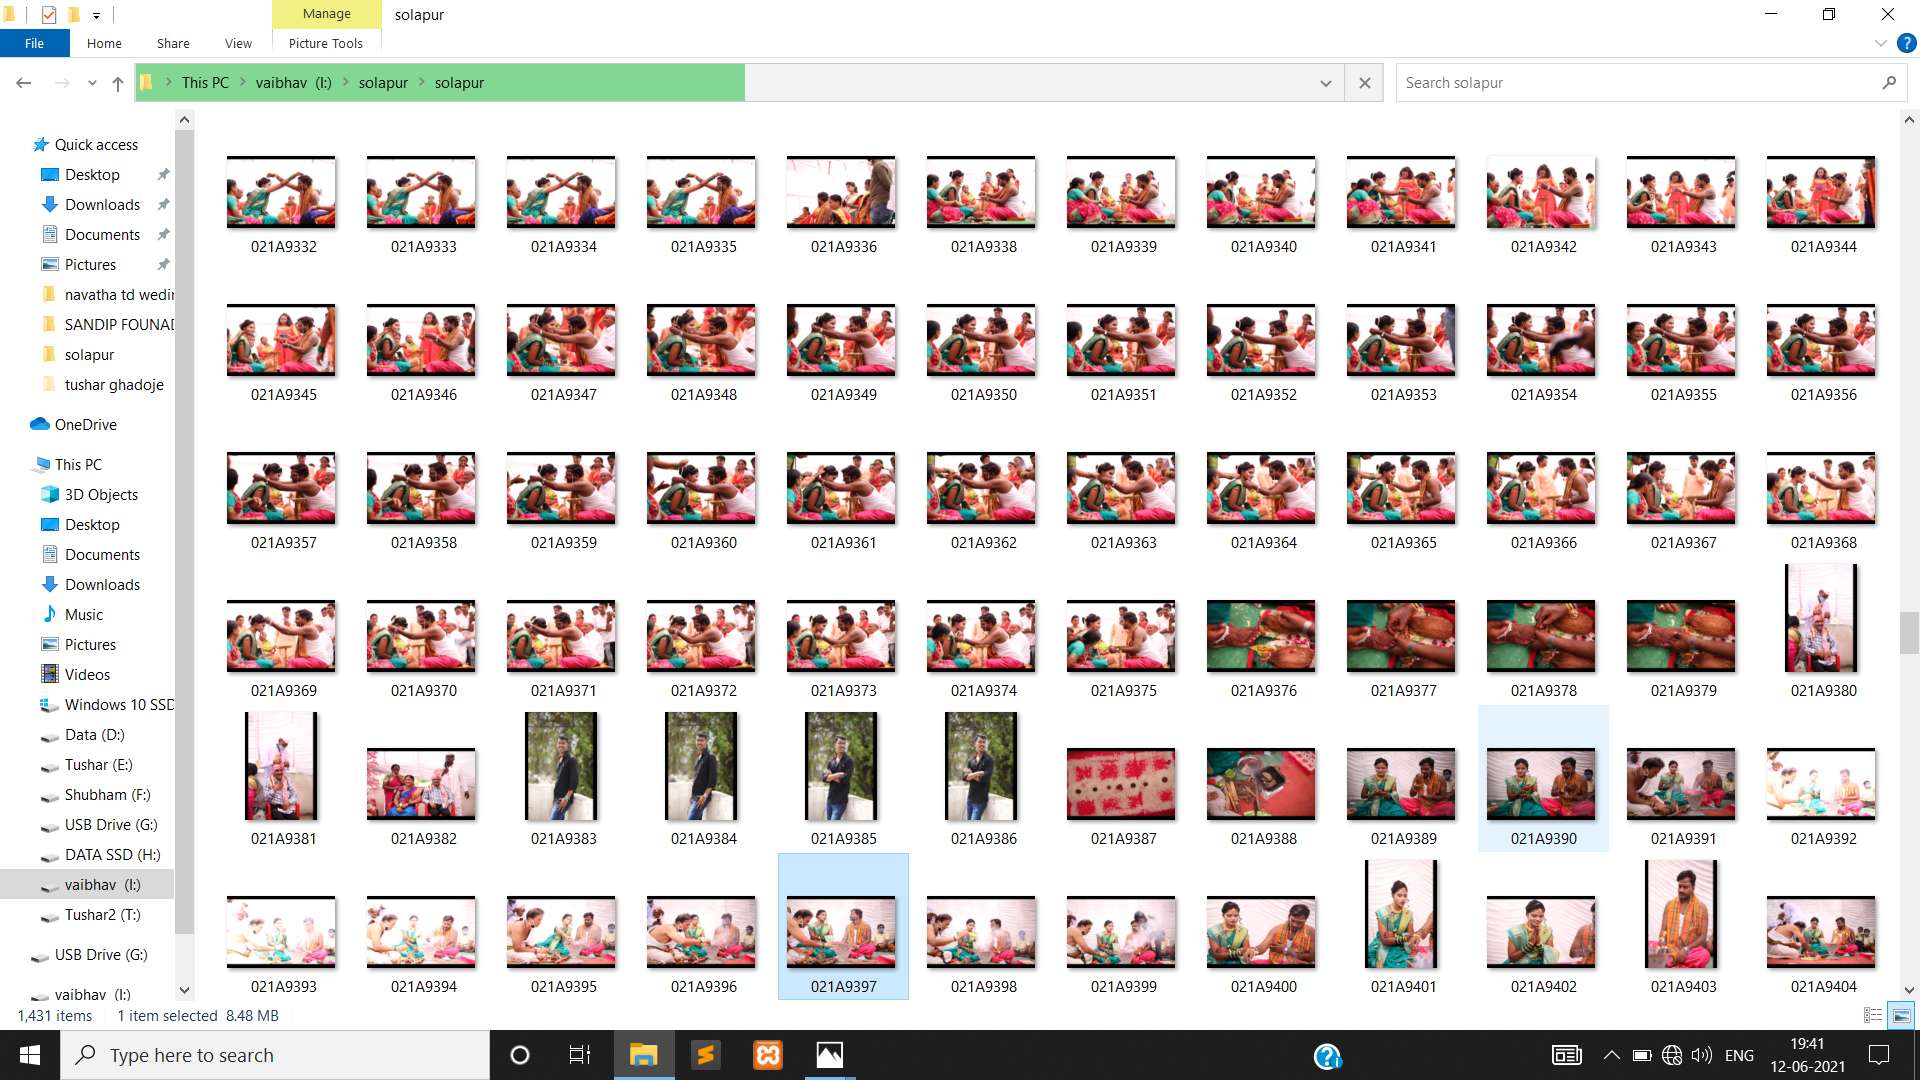 Manage
solapur
File
Home
Share
View
Picture Tools
This PC
vaibhav (I:)
solapur
solapur
Search solapur
Quick access
Desktop
Downloads
Documents
Pictures
navatha td wedin
SANDIP FOUNAD
solapur
tushar ghadoje
OneDrive
This PC
3D Objects
Desktop
Documents
Downloads
Music
Pictures
Videos
Windows 10 SSD
Data (D:)
Tushar (E:)
Shubham (F:)
USB Drive (G:)
DATA SSD (H:)
vaibhav (I:)
Tushar2 (T:)
USB Drive (G:)
vaibhav (I:)
021A9332 021A9333 021A9334 021A9335 021A9336 021A9338 021A9339 021A9340 021A9341 021A9342 021A9343 021A9344
021A9345 021A9346 021A9347 021A9348 021A9349 021A9350 021A9351 021A9352 021A9353 021A9354 021A9355 021A9356
021A9357 021A9358 021A9359 021A9360 021A9361 021A9362 021A9363 021A9364 021A9365 021A9366 021A9367 021A9368
021A9369 021A9370 021A9371 021A9372 021A9373 021A9374 021A9375 021A9376 021A9377 021A9378 021A9379 021A9380
021A9381 021A9382 021A9383 021A9384 021A9385 021A9386 021A9387 021A9388 021A9389 021A9390 021A9391 021A9392
021A9393 021A9394 021A9395 021A9396 021A9397 021A9398 021A9399 021A9400 021A9401 021A9402 021A9403 021A9404
1,431 items 1 item selected 8.48 MB
Type here to search
ENG
19:41
12-06-2021